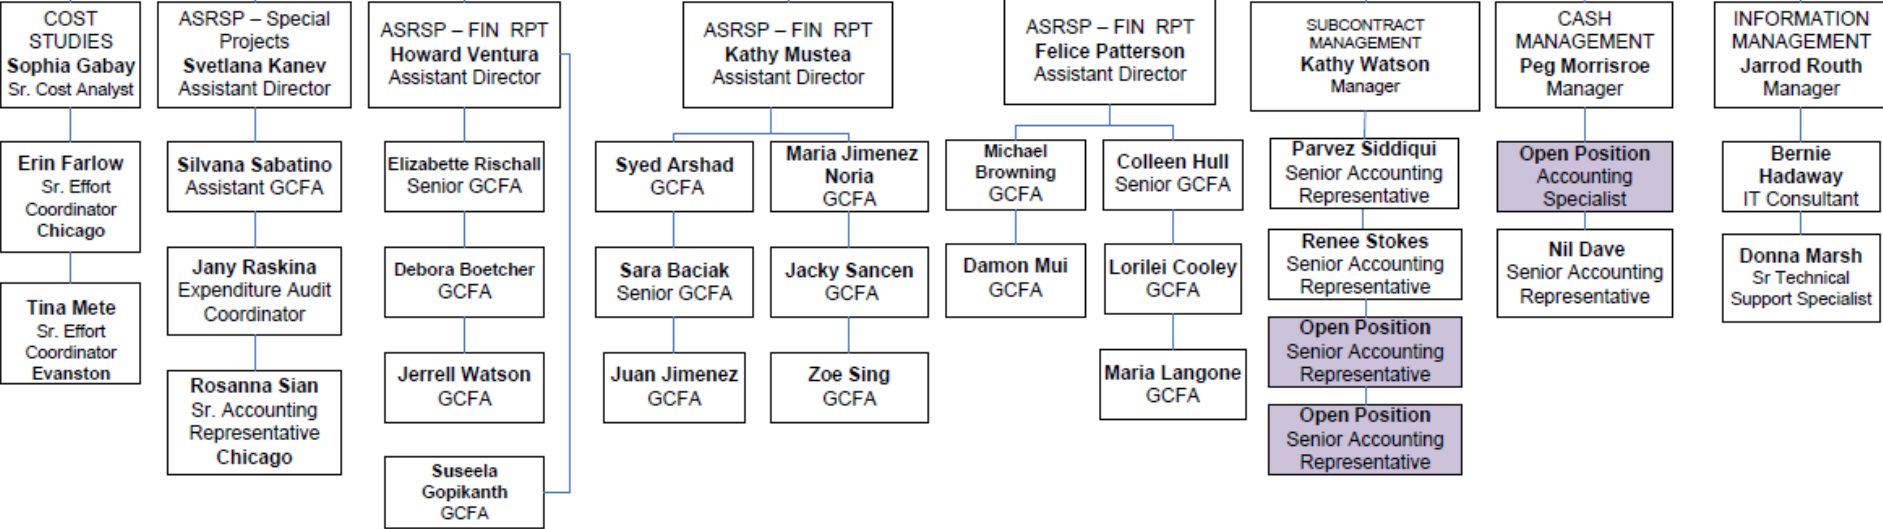 COST
STUDIES
Sophia Gabay
Sr. Cost Analyst
Erin Farlow
Sr. Effort
Coordinator
Chicago
Tina Mete
Sr. Effort
Coordinator
Evanston
ASRSP – Special
Projects
Svetlana Kanev
Assistant Director
Silvana Sabatino
Assistant GCFA
Jany Raskina
Expenditure Audit
Coordinator
Rosanna Sian
Sr. Accounting
Representative
Chicago
ASRSP – FIN RPT
Howard Ventura
Assistant Director
Elizabette Rischall
Senior GCFA
Debora Boetcher
GCFA
Jerrell Watson
GCFA
Suseela
Gopikanth
GCFA
ASRSP – FIN RPT
Kathy Mustea
Assistant Director
Syed Arshad
GCFA
Sara Baciak
Senior GCFA
Juan Jimenez
GCFA
Maria Jimenez
Noria
GCFA
Jacky Sancen
GCFA
Zoe Sing
GCFA
ASRSP – FIN RPT
Felice Patterson
Assistant Director
Michael
Browning
GCFA
Damon Mui
GCFA
Colleen Hull
Senior GCFA
Lorilei Cooley
GCFA
Maria Langone
GCFA
SUBCONTRACT
MANAGEMENT
Kathy Watson
Manager
Parvez Siddiqui
Senior Accounting
Representative
Renee Stokes
Senior Accounting
Representative
Open Position
Senior Accounting
Representative
Open Position
Senior Accounting
Representative
CASH
MANAGEMENT
Peg Morrisroe
Manager
Open Position
Accounting
Specialist
Nil Dave
Senior Accounting
Representative
INFORMATION
MANAGEMENT
Jarrod Routh
Manager
Bernie
Hadaway
IT Consultant
Donna Marsh
Sr Technical
Support Specialist